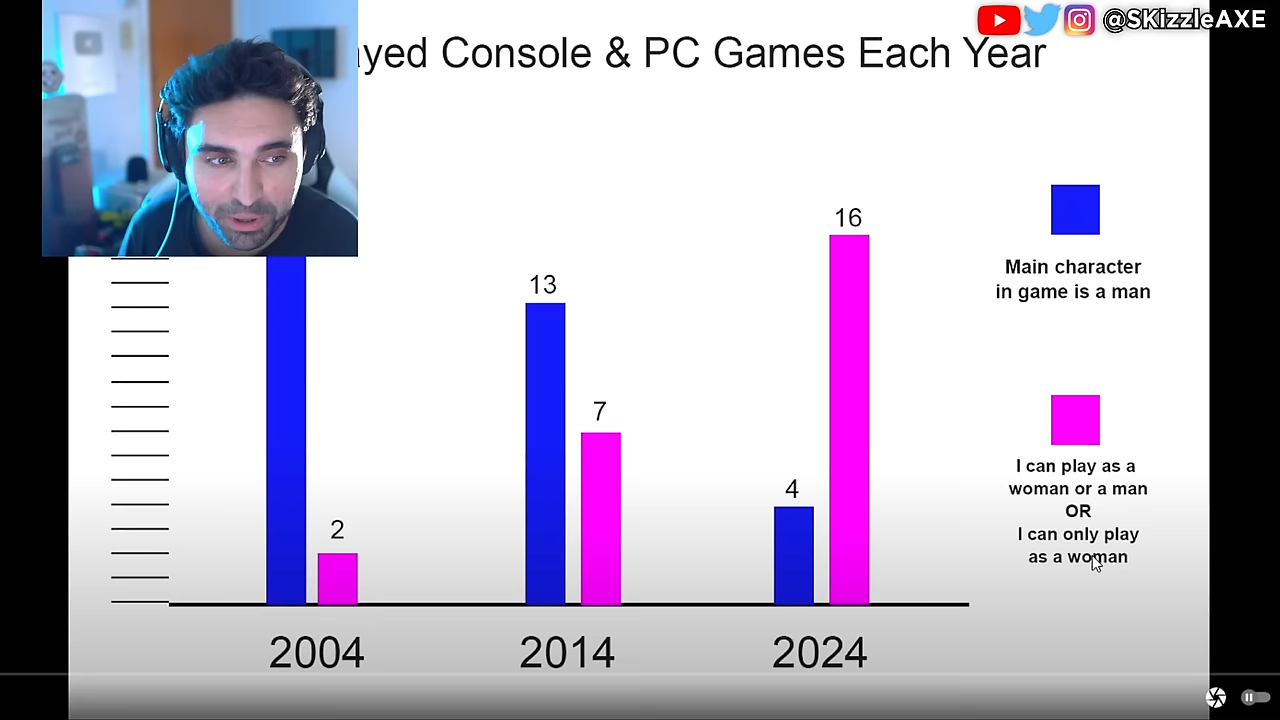 @SKizzleAXE
ayed Console & PC Games Each Year
16
13
Main character
in game is a man
7
I can play as a
woman or a man
OR
I can only play
as a woman
4
2
2004
2014
2024